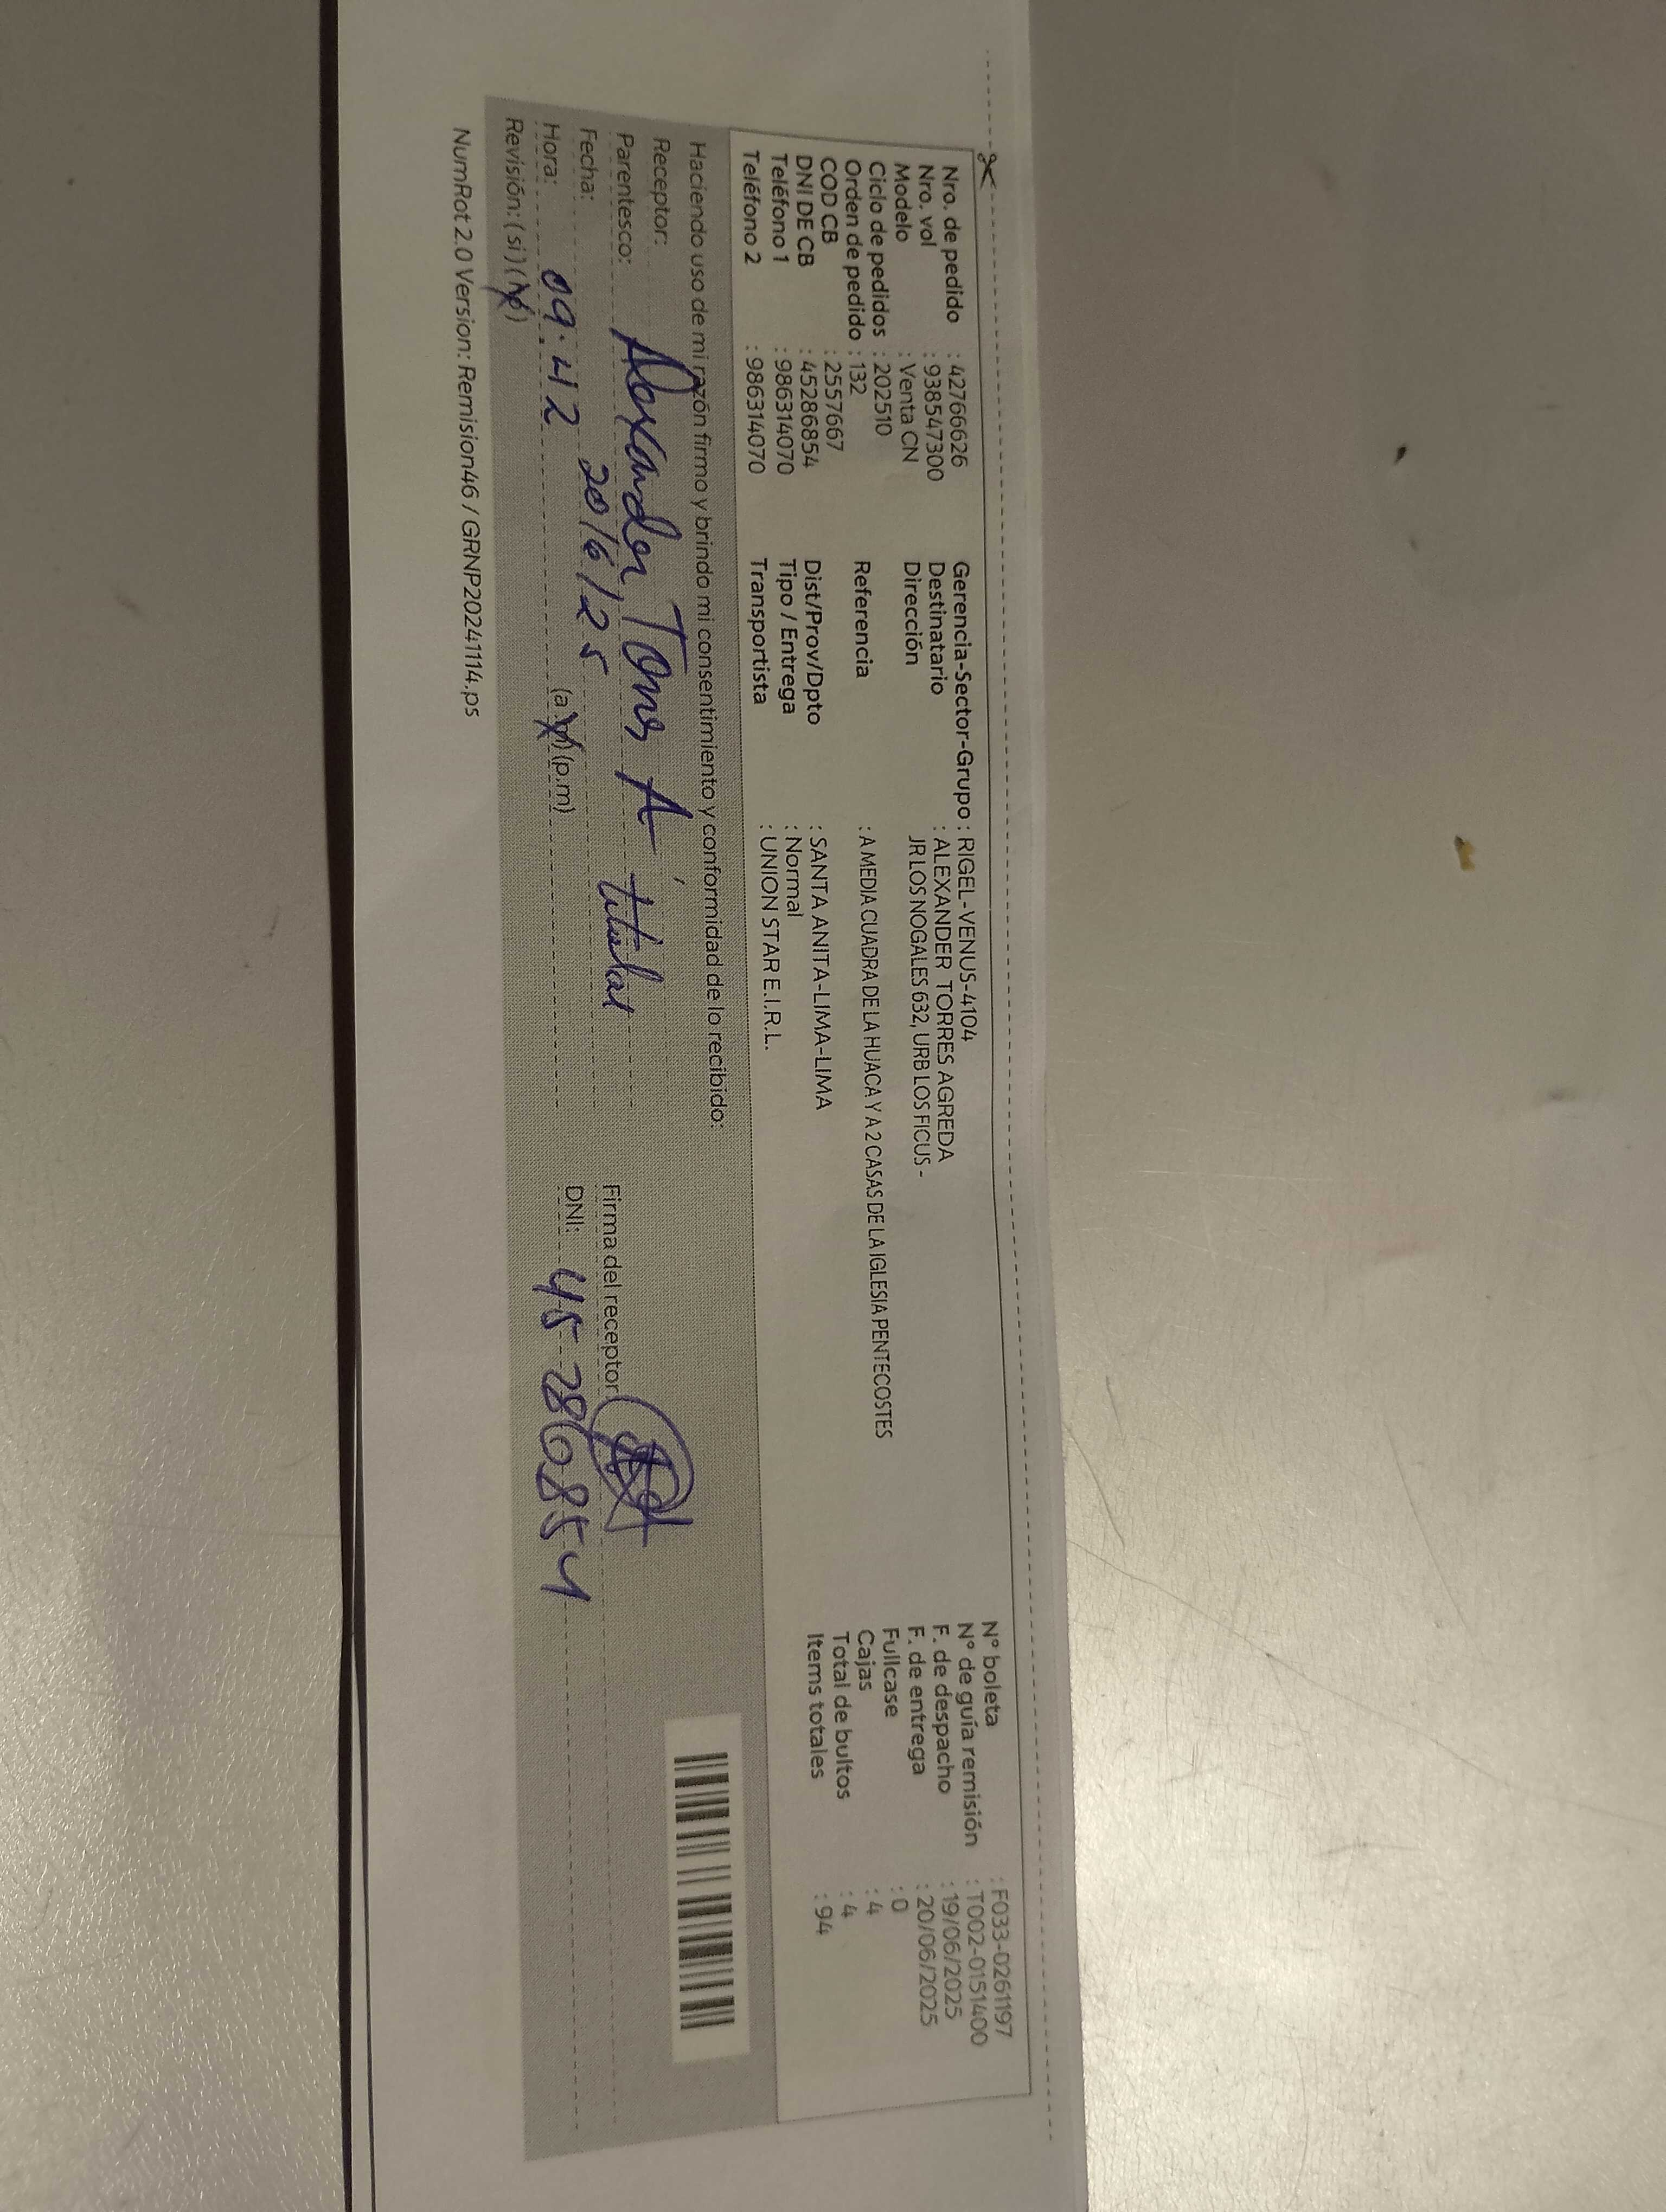 Nro. de pedido : 42766626
Nro. vol : 938547300
Modelo : Venta CN
Ciclo de pedidos : 202510
Orden de pedido : 132
COD CB : 2557667
DNI DE CB : 45286854
Teléfono 1 : 986314070
Teléfono 2 : 986314070
Gerencia-Sector-Grupo : RIGEL-VENUS-4104
Destinatario : ALEXANDER TORRES AGREDA
Dirección JR LOS NOGALES 632, URB LOS FICUS -
Referencia : A MEDIA CUADRA DE LA HUACA Y A 2 CASAS DE LA IGLESIA PENTECOSTES
Dist/Prov/Dpto : SANTA ANITA-LIMA-LIMA
Tipo / Entrega : Normal
Transportista : UNION STAR E.I.R.L.
N° boleta : F033-0261197
N° de guía remisión : T002-0151400
F. de despacho : 19/06/2025
F. de entrega : 20/06/2025
Fullcase : 0
Cajas : 4
Total de bultos : 4
Items totales : 94
Haciendo uso de mi razón firmo y brindo mi consentimiento y conformidad de lo recibido:
Receptor: Alexander Torres A
Parentesco: titular
Fecha: 20/6/25
Hora: 09:42 (a.m) (p.m)
Revisión: (si) (no)
Firma del receptor:
DNI: 45286854
NumRot 2.0 Version: Remision46 / GRNP20241114.ps